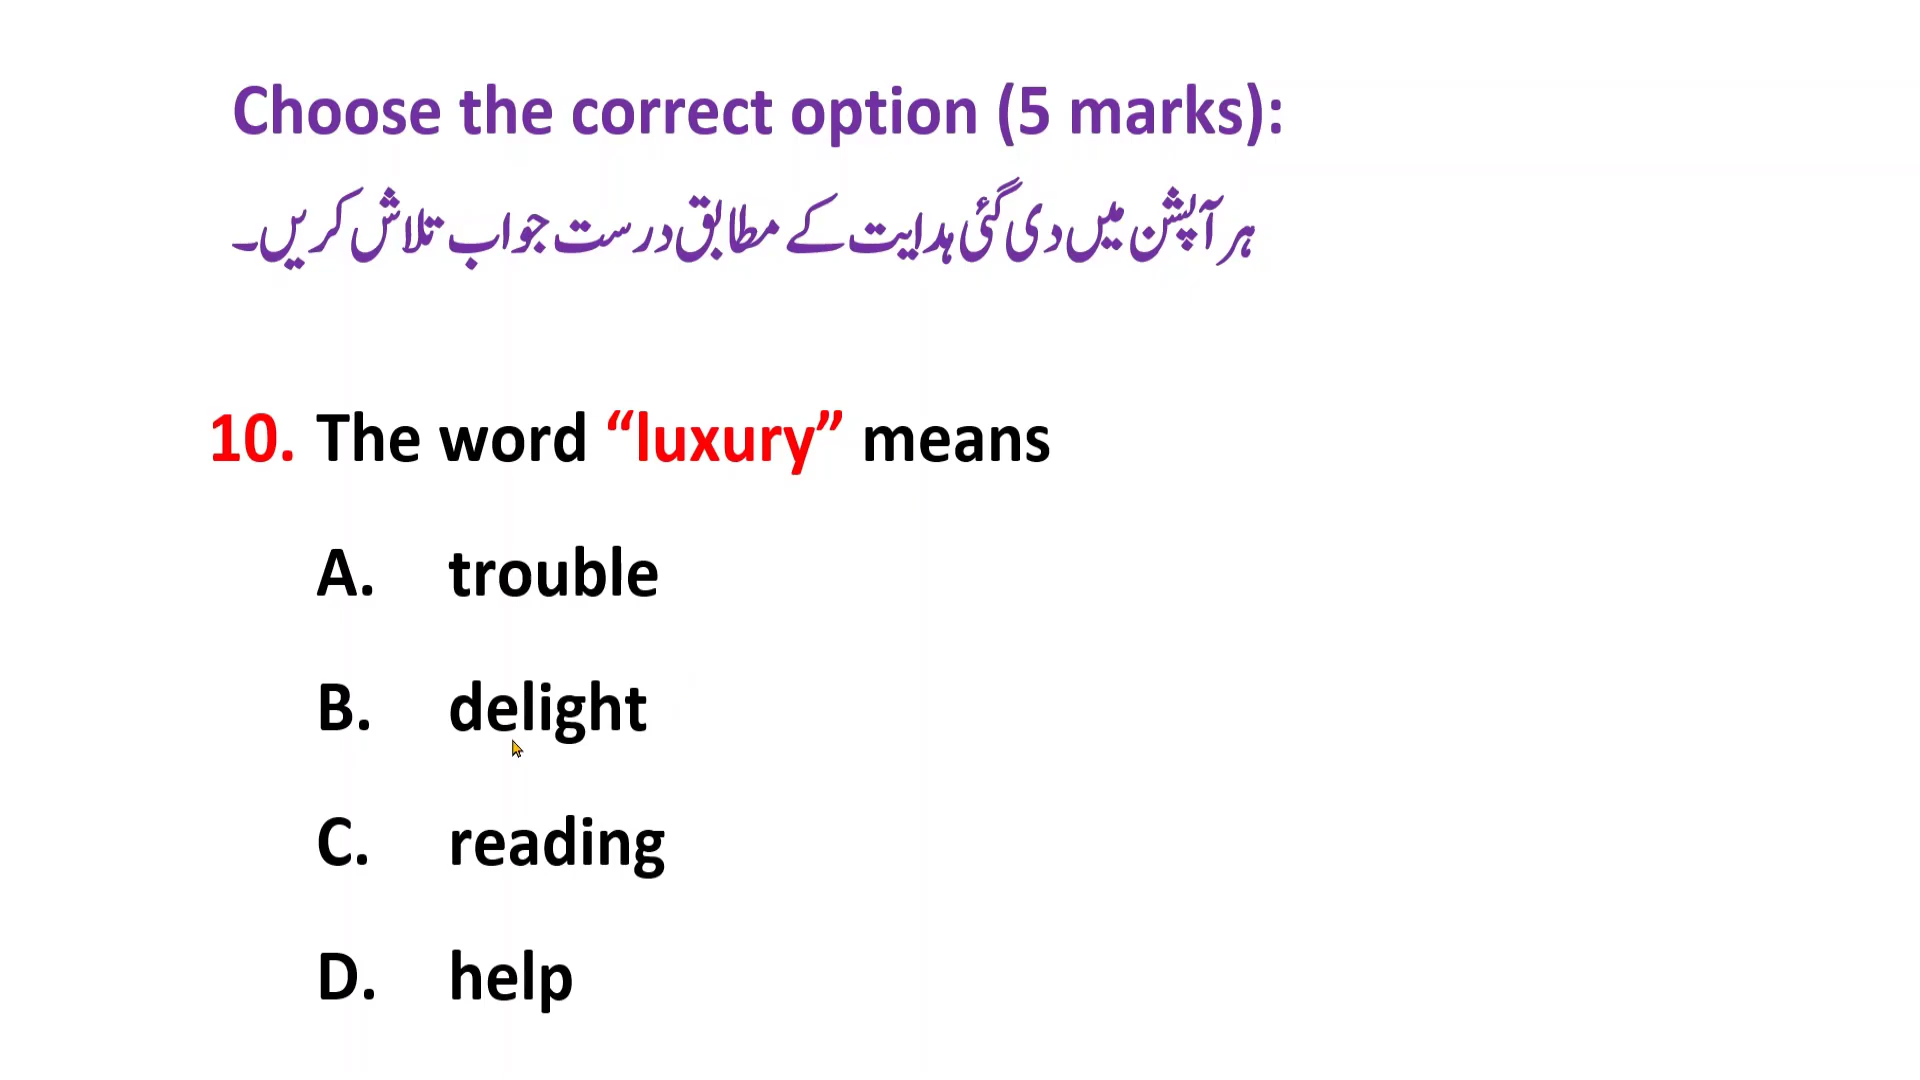 Choose the correct option (5 marks):
ہر آپشن میں دی گئی ہدایت کے مطابق درست جواب تلاش کریں۔
10. The word “luxury” means
A. trouble
B. delight
C. reading
D. help